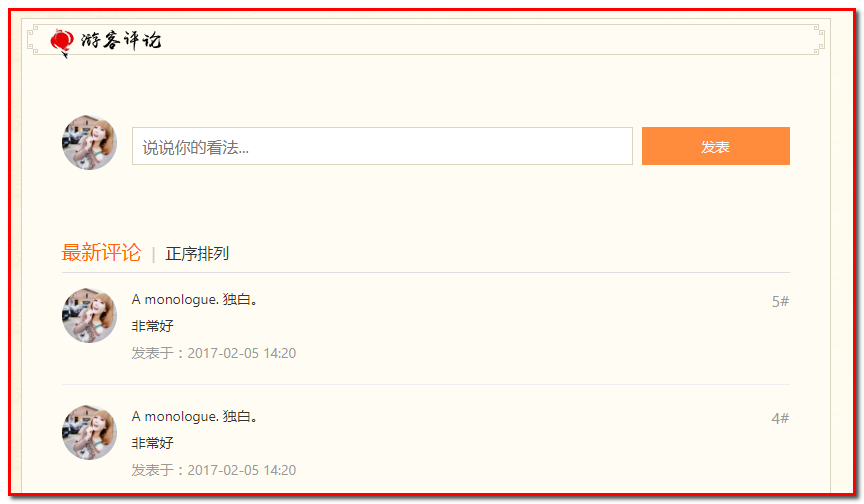 游客评论
说说你的看法...
发表
最新评论 | 正序排列
A monologue. 独白。
5#
非常好
发表于：2017-02-05 14:20
A monologue. 独白。
4#
非常好
发表于：2017-02-05 14:20